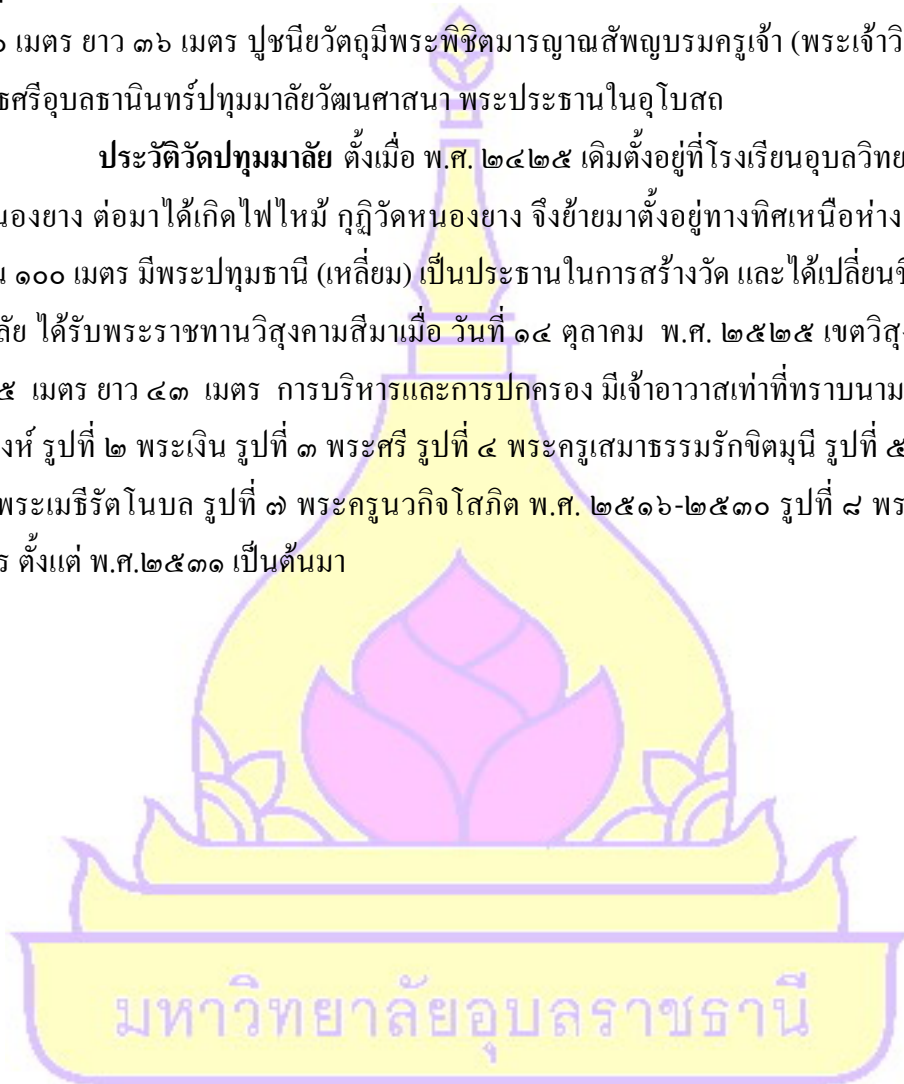 เมตร ยาว ๓๖ เมตร ปูชนียวัตถุมีพระพิชิตมารญาณสัพญบรมครูเจ้า (พระเจ้าวิ
ธศรีอุบลธานินทร์ปทุมมาลัยวัฒนศาสนา พระประธานในอุโบสถ
ประวัติวัดปทุมมาลัย ตั้งเมื่อ พ.ศ. ๒๔๒๕ เดิมตั้งอยู่ที่โรงเรียนอุบลวิทย
นองยาง ต่อมาได้เกิดไฟไหม้ กุฏิวัดหนองยาง จึงย้ายมาตั้งอยู่ทางทิศเหนือห่าง
น ๑๐๐ เมตร มีพระปทุมธานี (เหลี่ยม) เป็นประธานในการสร้างวัด และได้เปลี่ยนชื
ลัย ได้รับพระราชทานวิสุงคามสีมาเมื่อ วันที่ ๑๔ ตุลาคม พ.ศ. ๒๕๒๕ เขตวิสุ
๕ เมตร ยาว ๔๓ เมตร การบริหารและการปกครอง มีเจ้าอาวาสเท่าที่ทราบนาม
งห์ รูปที่ ๒ พระเงิน รูปที่ ๓ พระศรี รูปที่ ๔ พระครูเสมาธรรมรักขิตมุนี รูปที่ ๕
พระเมธีรัตโนบล รูปที่ ๗ พระครูนวกิจโสภิต พ.ศ. ๒๕๑๖-๒๕๓๐ รูปที่ ๘ พร
ร ตั้งแต่ พ.ศ.๒๕๓๑ เป็นต้นมา
มหาวิทยาลัยอุบลราชธานี